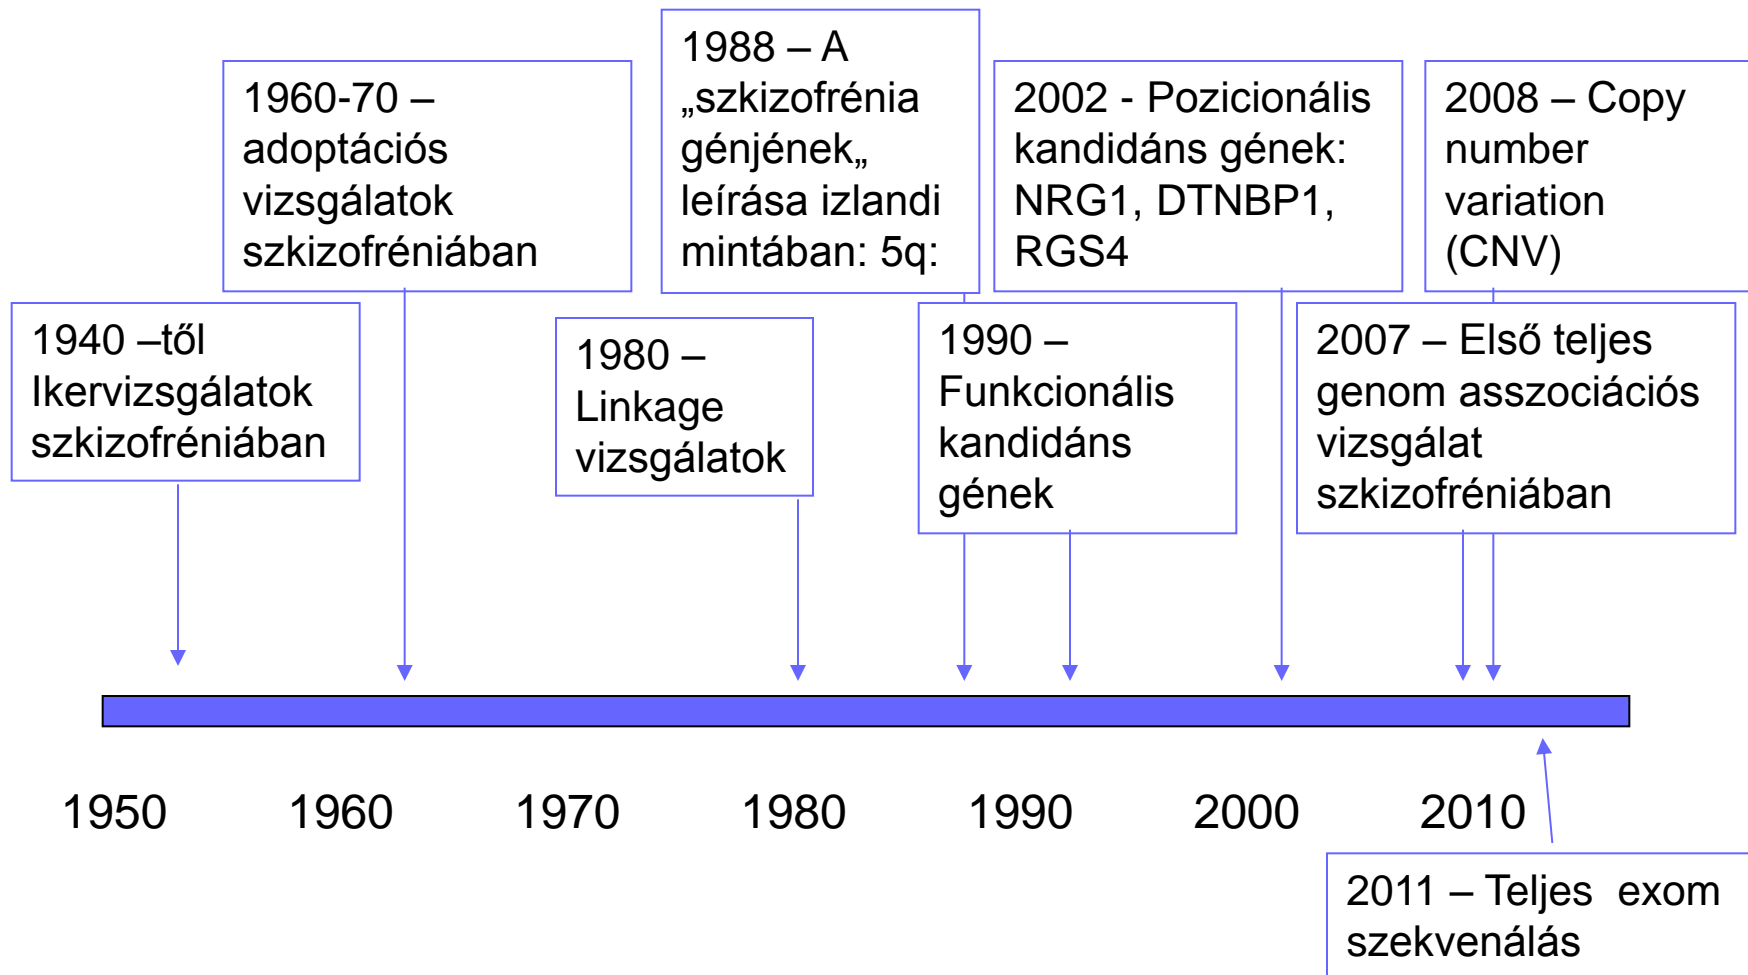 1940 –től
Ikervizsgálatok
szkizofréniában
1960-70 –
adoptációs
vizsgálatok
szkizofréniában
1980 –
Linkage
vizsgálatok
1988 – A
„szkizofrénia
génjének„
leírása izlandi
mintában: 5q:
1990 –
Funkcionális
kandidáns
gének
2002 - Pozicionális
kandidáns gének:
NRG1, DTNBP1,
RGS4
2007 – Első teljes
genom asszociációs
vizsgálat
szkizofréniában
2008 – Copy
number
variation
(CNV)
1950 1960 1970 1980 1990 2000 2010
2011 – Teljes exom
szekvenálás